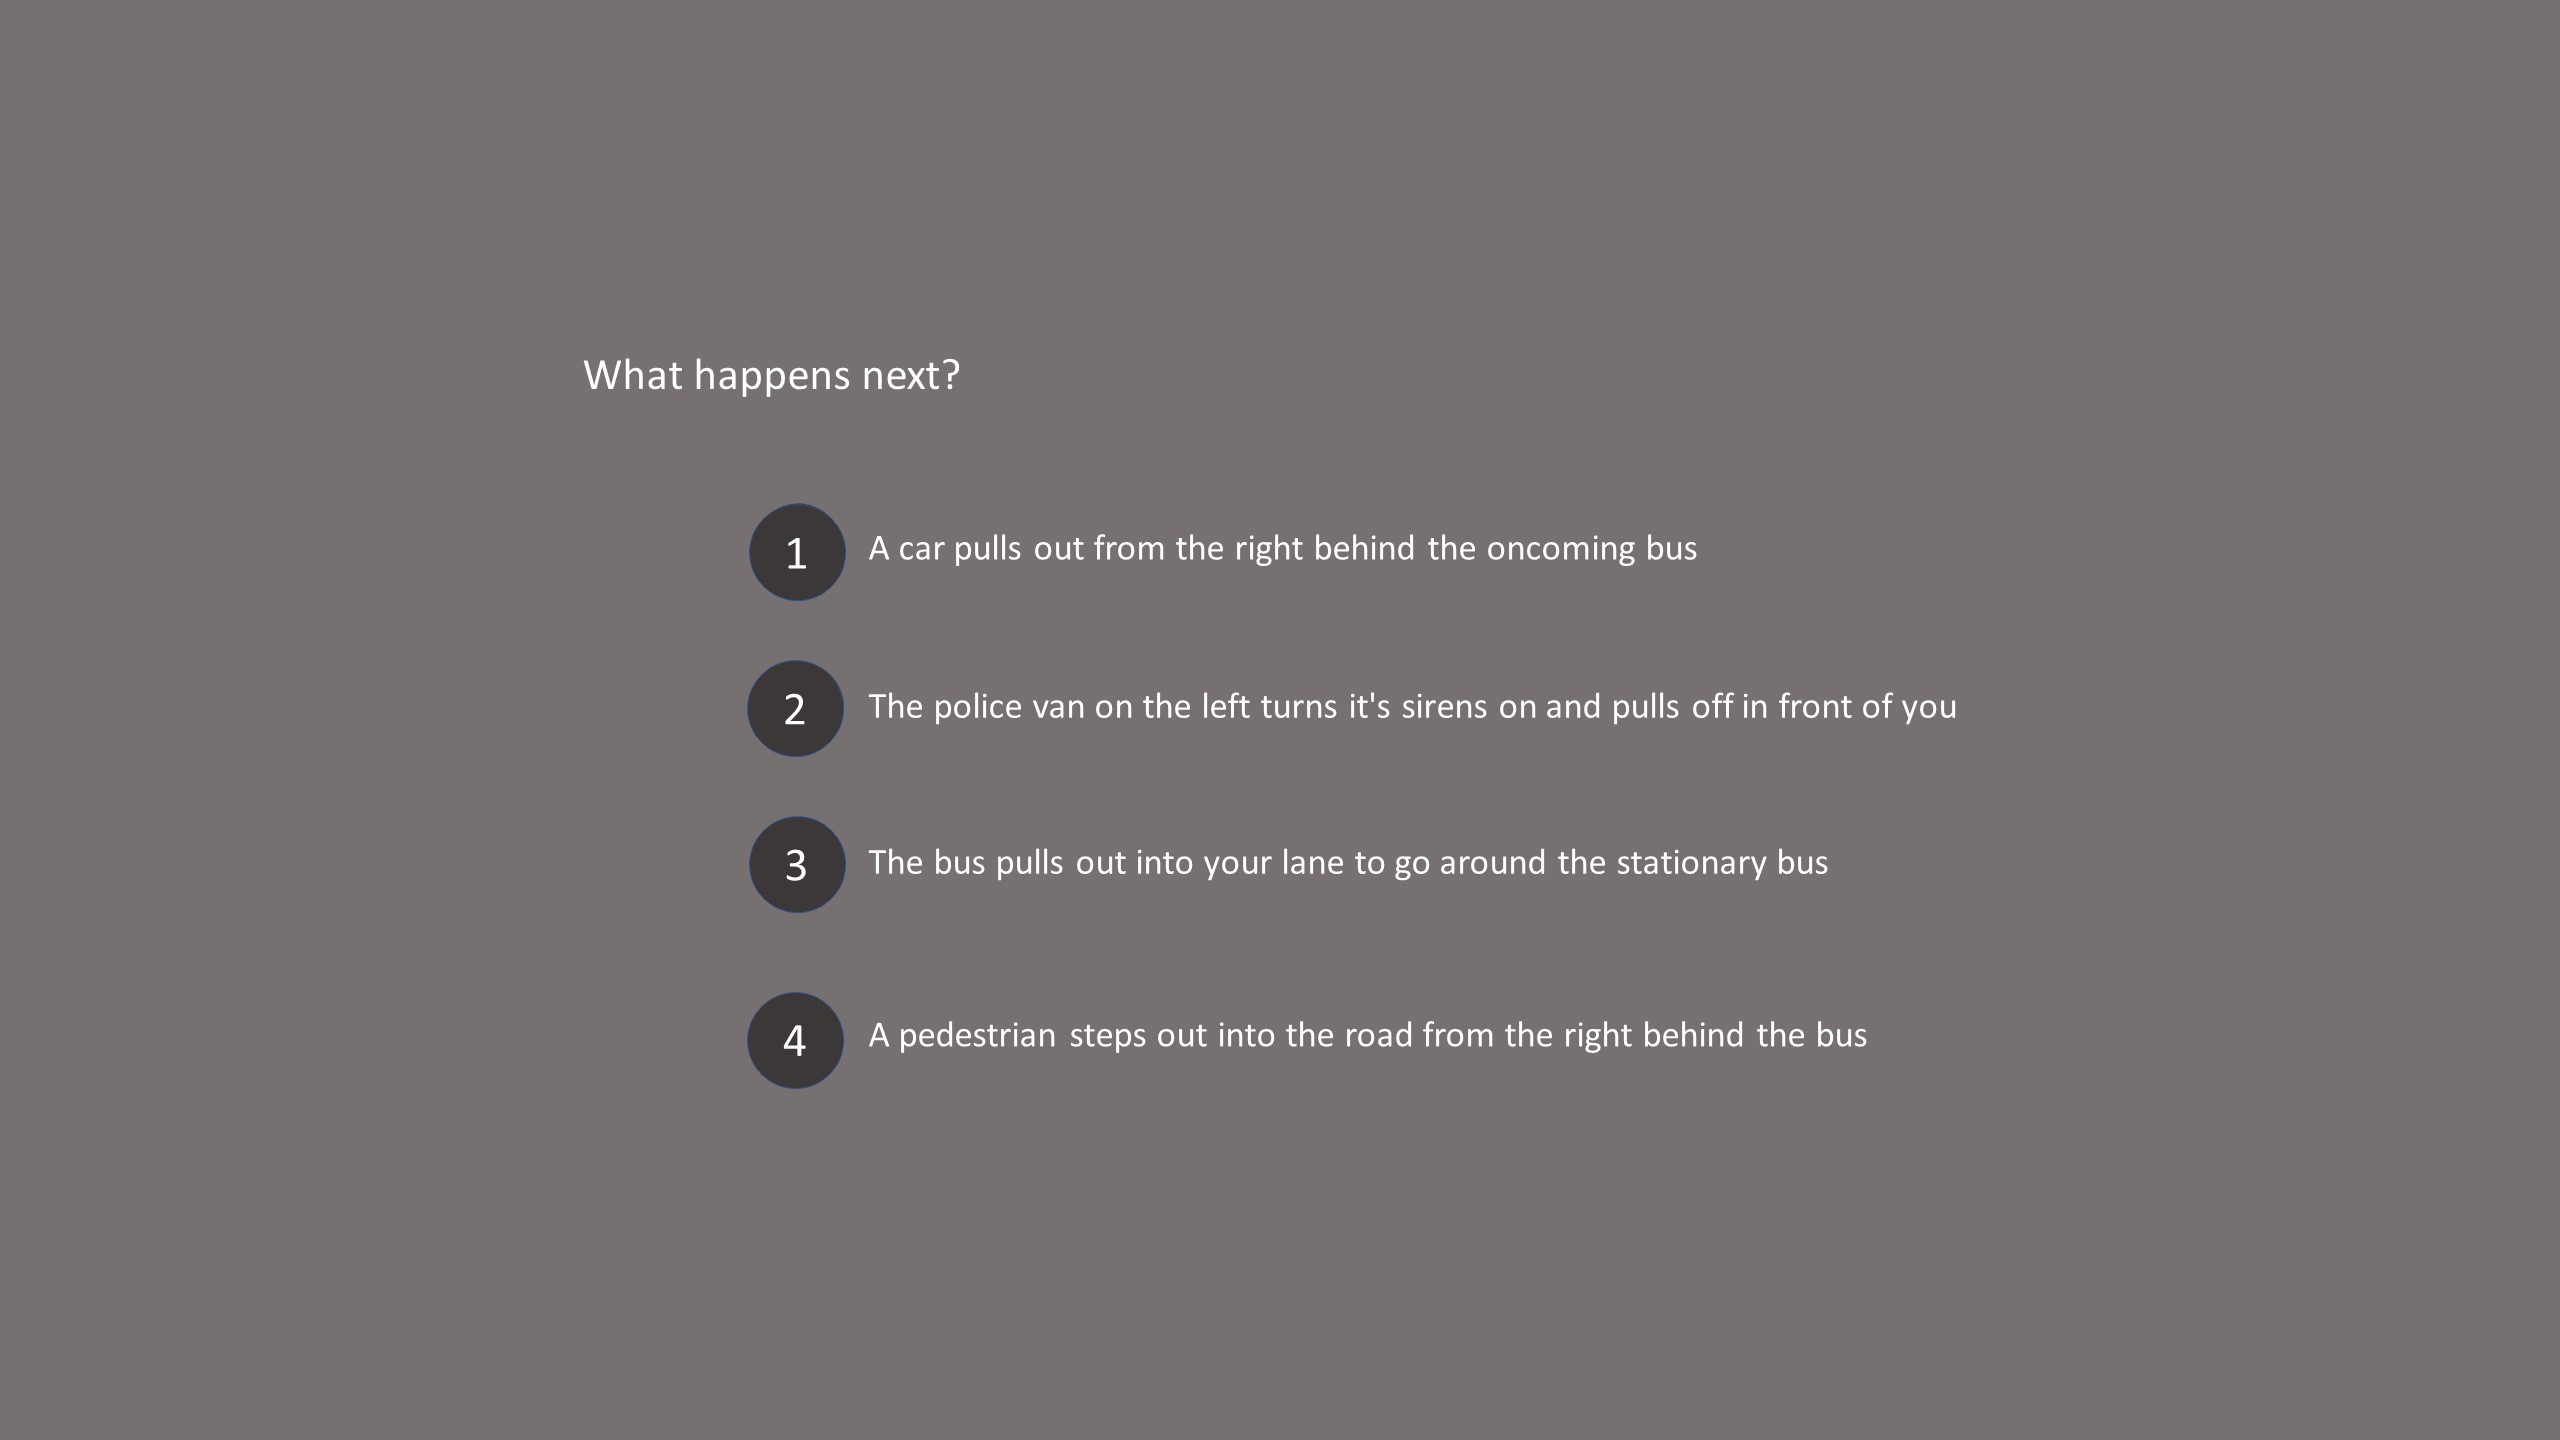 What happens next?
1 A car pulls out from the right behind the oncoming bus
2 The police van on the left turns it's sirens on and pulls off in front of you
3 The bus pulls out into your lane to go around the stationary bus
4 A pedestrian steps out into the road from the right behind the bus